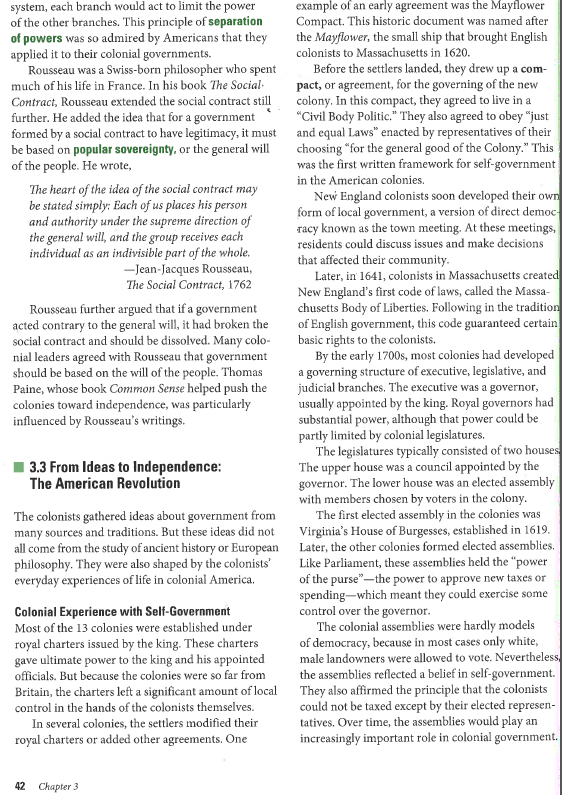 system, each branch would act to limit the power
of the other branches. This principle of separation
of powers was so admired by Americans that they
applied it to their colonial governments.
Rousseau was a Swiss-born philosopher who spent
much of his life in France. In his book The Social
Contract, Rousseau extended the social contract still
further. He added the idea that for a government
formed by a social contract to have legitimacy, it must
be based on popular sovereignty, or the general will
of the people. He wrote,
The heart of the idea of the social contract may
be stated simply: Each of us places his person
and authority under the supreme direction of
the general will, and the group receives each
individual as an indivisible part of the whole.
—Jean-Jacques Rousseau,
The Social Contract, 1762
Rousseau further argued that if a government
acted contrary to the general will, it had broken the
social contract and should be dissolved. Many colo-
nial leaders agreed with Rousseau that government
should be based on the will of the people. Thomas
Paine, whose book Common Sense helped push the
colonies toward independence, was particularly
influenced by Rousseau's writings.
3.3 From Ideas to Independence:
The American Revolution
The colonists gathered ideas about government from
many sources and traditions. But these ideas did not
all come from the study of ancient history or European
philosophy. They were also shaped by the colonists'
everyday experiences of life in colonial America.
Colonial Experience with Self-Government
Most of the 13 colonies were established under
royal charters issued by the king. These charters
gave ultimate power to the king and his appointed
officials. But because the colonies were so far from
Britain, the charters left a significant amount of local
control in the hands of the colonists themselves.
In several colonies, the settlers modified their
royal charters or added other agreements. One
example of an early agreement was the Mayflower
Compact. This historic document was named after
the Mayflower, the small ship that brought English
colonists to Massachusetts in 1620.
Before the settlers landed, they drew up a com-
pact, or agreement, for the governing of the new
colony. In this compact, they agreed to live in a
"Civil Body Politic." They also agreed to obey "just
and equal Laws" enacted by representatives of their
choosing "for the general good of the Colony." This
was the first written framework for self-government
in the American colonies.
New England colonists soon developed their own
form of local government, a version of direct democ-
racy known as the town meeting. At these meetings,
residents could discuss issues and make decisions
that affected their community.
Later, in 1641, colonists in Massachusetts created
New England's first code of laws, called the Massa-
chusetts Body of Liberties. Following in the tradition
of English government, this code guaranteed certain
basic rights to the colonists.
By the early 1700s, most colonies had developed
a governing structure of executive, legislative, and
judicial branches. The executive was a governor,
usually appointed by the king. Royal governors had
substantial power, although that power could be
partly limited by colonial legislatures.
The legislatures typically consisted of two houses.
The upper house was a council appointed by the
governor. The lower house was an elected assembly
with members chosen by voters in the colony.
The first elected assembly in the colonies was
Virginia's House of Burgesses, established in 1619.
Later, the other colonies formed elected assemblies.
Like Parliament, these assemblies held the "power
of the purse"—the power to approve new taxes or
spending—which meant they could exercise some
control over the governor.
The colonial assemblies were hardly models
of democracy, because in most cases only white,
male landowners were allowed to vote. Nevertheless,
the assemblies reflected a belief in self-government.
They also affirmed the principle that the colonists
could not be taxed except by their elected represen-
tatives. Over time, the assemblies would play an
increasingly important role in colonial government.
42 Chapter 3